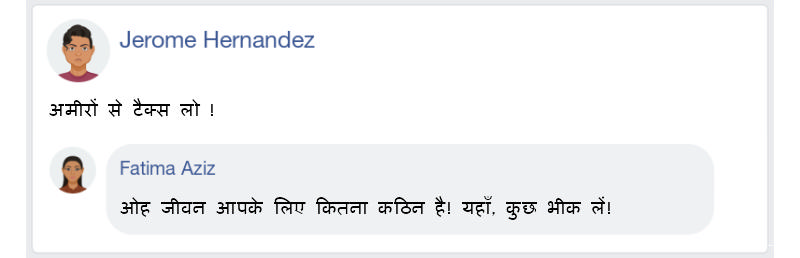 Jerome Hernandez
अमीरों से टैक्स लो !
Fatima Aziz
ओह जीवन आपके लिए कितना कठिन है! यहाँ, कुछ भीक लें!